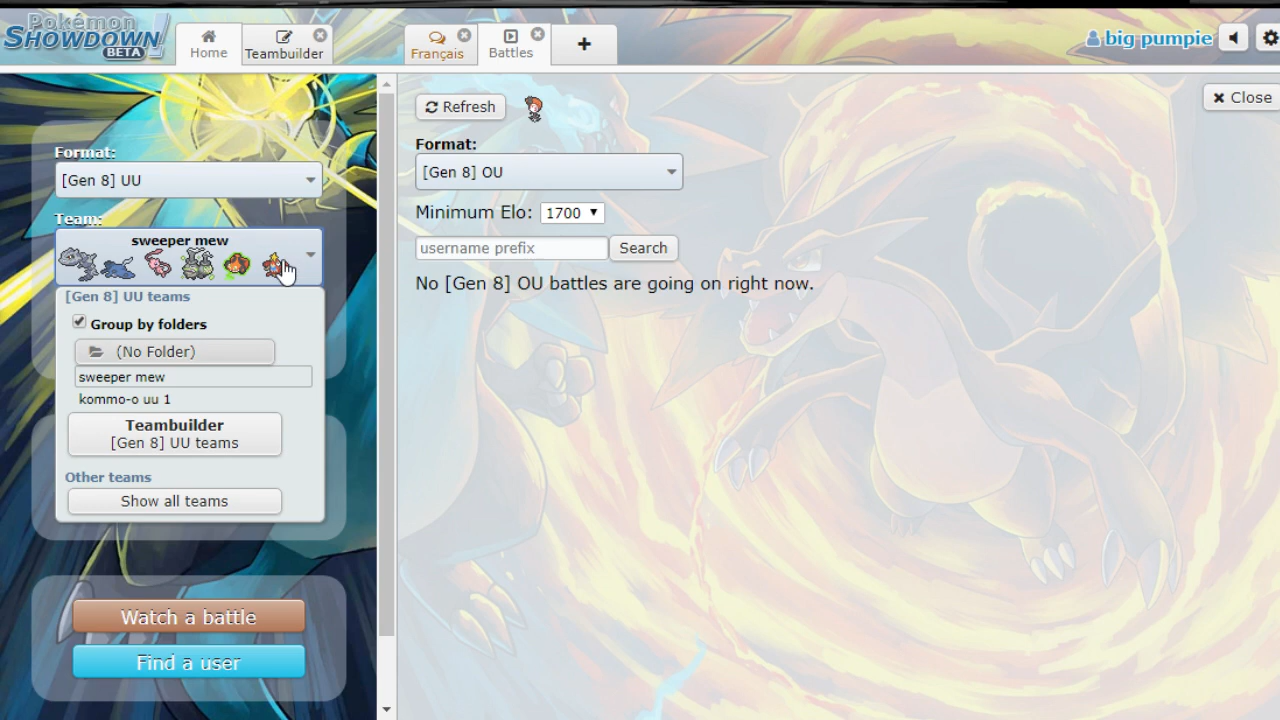 Pokémon
SHOWDOWN!
BETA
Home
Teambuilder
Français
Battles
+
big pumpie
Format:
[Gen 8] UU
Team:
sweeper mew
[Gen 8] UU teams
Group by folders
(No Folder)
sweeper mew
kommo-o uu 1
Teambuilder
[Gen 8] UU teams
Other teams
Show all teams
Watch a battle
Find a user
Refresh
Close
Format:
[Gen 8] OU
Minimum Elo: 1700
username prefix Search
No [Gen 8] OU battles are going on right now.